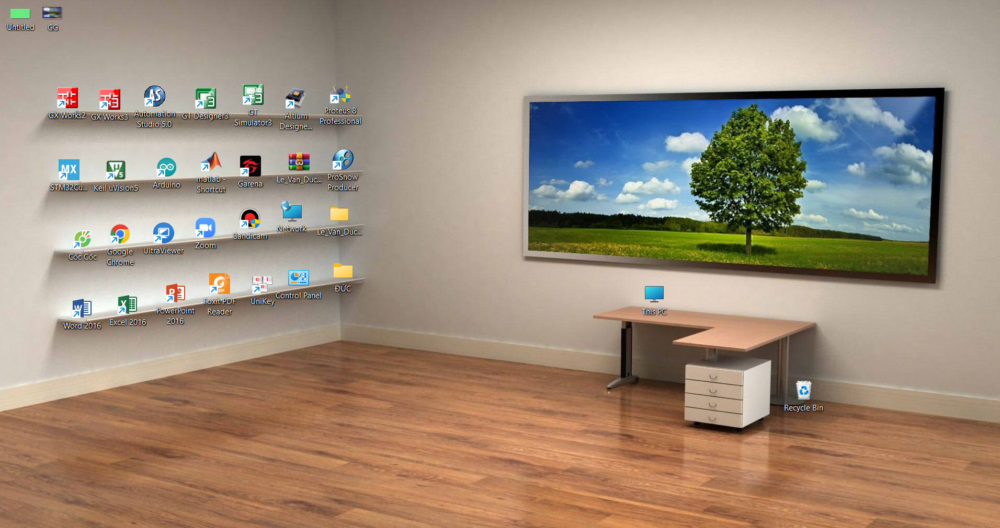 Untitled
GG
GX Works2
GX Works3
Automation
Studio 5.0
GT Designer3
GT
Simulator3
Altium
Designe...
Proteus 8
Professional
STM32Cu...
Keil uVision5
Arduino
matlab -
Shortcut
Garena
Le_Van_Duc...
ProShow
Producer
Cốc Cốc
Google
Chrome
UltraViewer
Zoom
Bandicam
Network
Le_Van_Duc...
Word 2016
Excel 2016
PowerPoint
2016
Foxit PDF
Reader
UniKey
Control Panel
ĐỨC
This PC
Recycle Bin